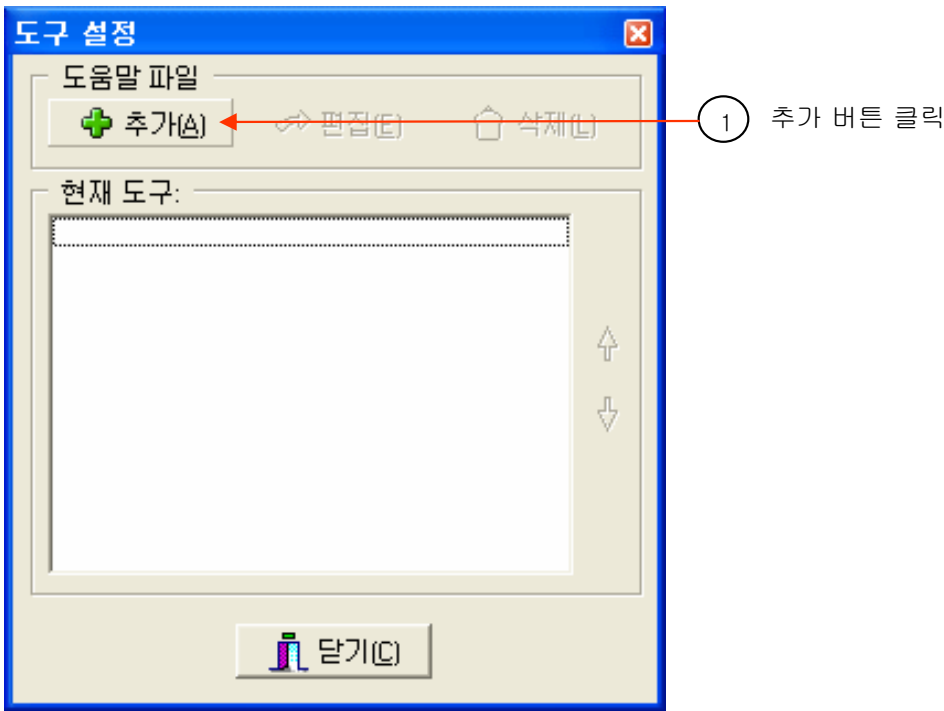 도구 설정
도움말 파일
추가(A) 편집(E) 삭제(L)
1 추가 버튼 클릭
현재 도구:
닫기(C)